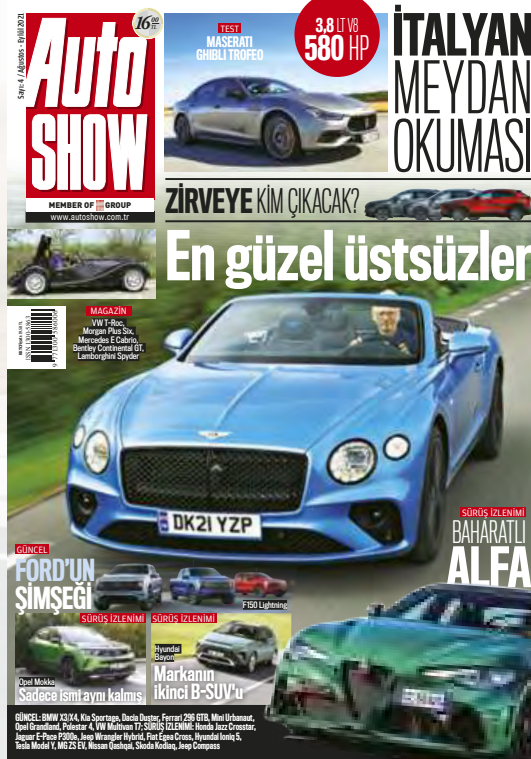 Sayı: 4 / Ağustos - Eylül 2021
Auto
SHOW
16.00
TL
MEMBER OF GROUP
www.autoshow.com.tr
TEST
MASERATI
GHIBLI TROFEO
3,8 LT V8
580 HP
İTALYAN
MEYDAN
OKUMASI
ZİRVEYE KİM ÇIKACAK?
En güzel üstsüzler
MAGAZİN
VW T-Roc,
Morgan Plus Six,
Mercedes E Cabrio,
Bentley Continental GT,
Lamborghini Spyder
DK21 YZP
SÜRÜŞ İZLENİMİ
BAHARATLI
ALFA
GÜNCEL
FORD'UN
ŞİMŞEĞİ
F150 Lightning
SÜRÜŞ İZLENİMİ
Opel Mokka
Sadece ismi aynı kalmış
SÜRÜŞ İZLENİMİ
Hyundai
Bayon
Markanın
ikinci B-SUV'u
GÜNCEL: BMW X3/X4, Kia Sportage, Dacia Duster, Ferrari 296 GTB, Mini Urbanaut,
Opel Grandland, Polestar 4, VW Multivan T7; SÜRÜŞ İZLENİMİ: Honda Jazz Crosstar,
Jaguar E-Pace P300e, Jeep Wrangler Hybrid, Fiat Egea Cross, Hyundai Ioniq 5,
Tesla Model Y, MG ZS EV, Nissan Qashqai, Skoda Kodiaq, Jeep Compass